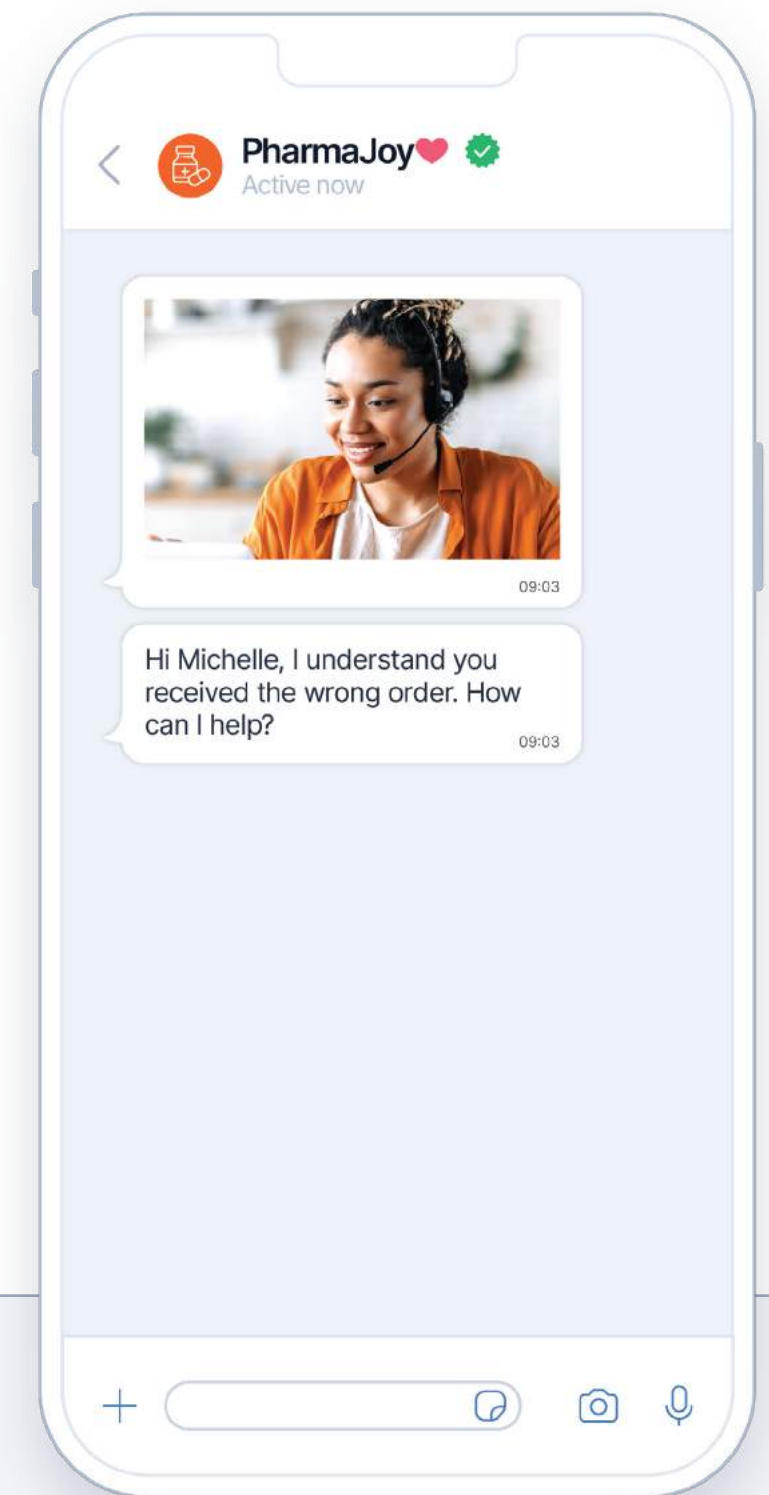 PharmaJoy
Active now
09:03
Hi Michelle, I understand you
received the wrong order. How
can I help?
09:03